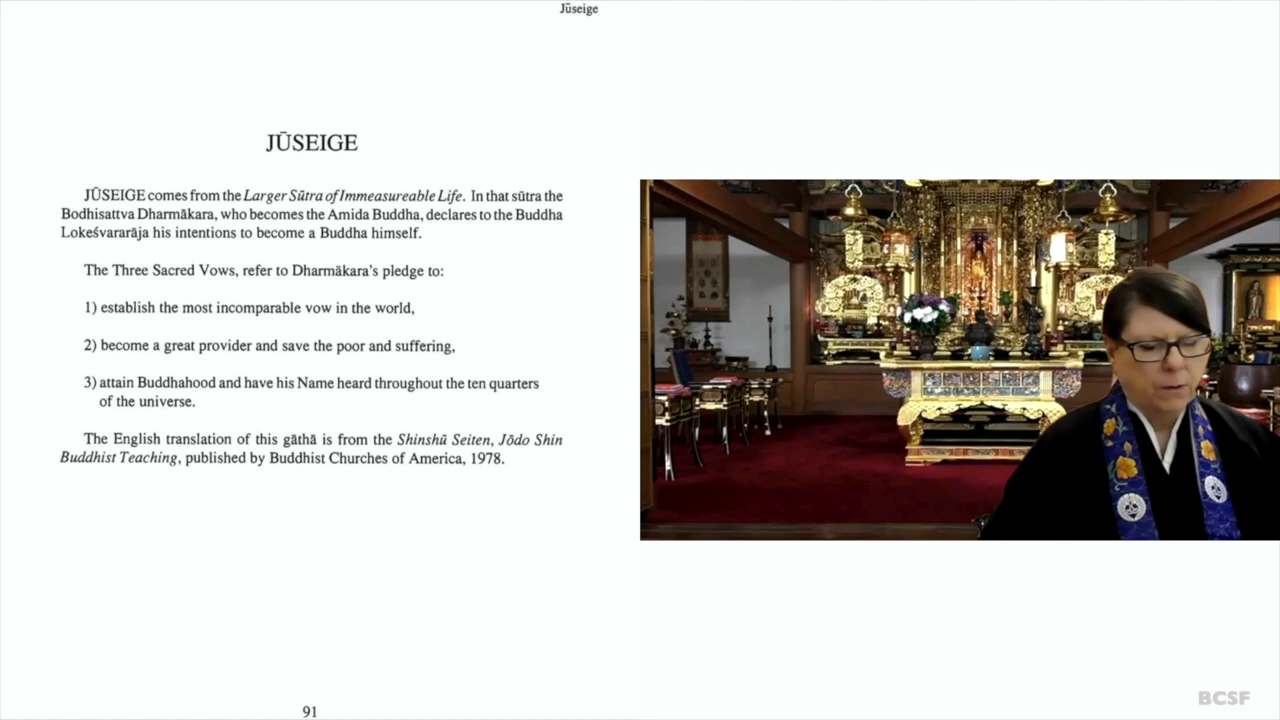 Jūseige
JŪSEIGE
JŪSEIGE comes from the Larger Sūtra of Immeasureable Life. In that sūtra the
Bodhisattva Dharmākara, who becomes the Amida Buddha, declares to the Buddha
Lokeśvararāja his intentions to become a Buddha himself.
The Three Sacred Vows, refer to Dharmākara's pledge to:
1) establish the most incomparable vow in the world,
2) become a great provider and save the poor and suffering,
3) attain Buddhahood and have his Name heard throughout the ten quarters
of the universe.
The English translation of this gāthā is from the Shinshū Seiten, Jōdo Shin
Buddhist Teaching, published by Buddhist Churches of America, 1978.
91
BCSF